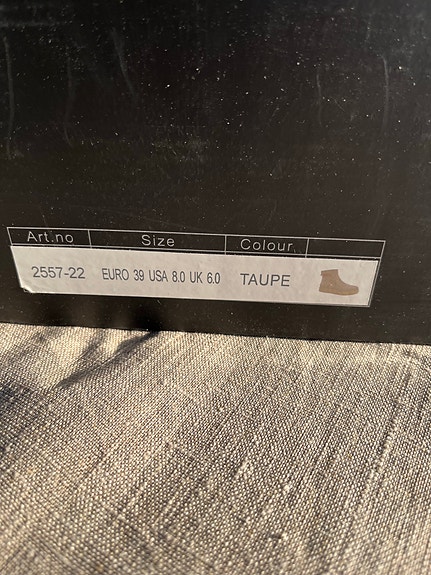 Art.no Size Colour
2557-22 EURO 39 USA 8.0 UK 6.0 TAUPE